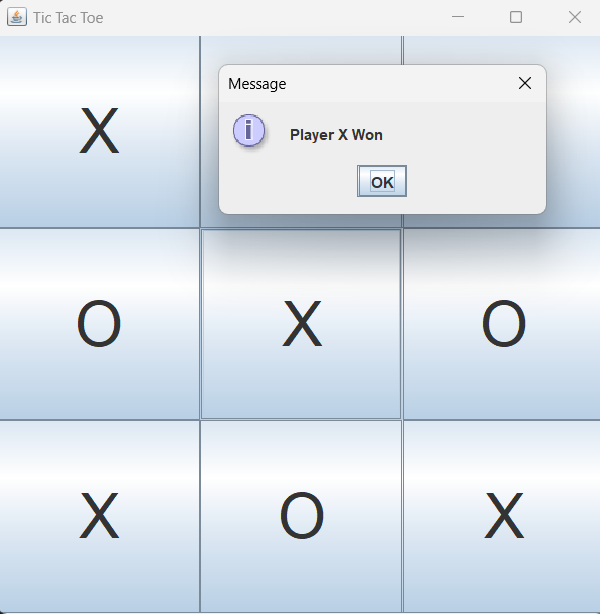 Tic Tac Toe
Message
Player X Won
OK
X
O X O
X O X